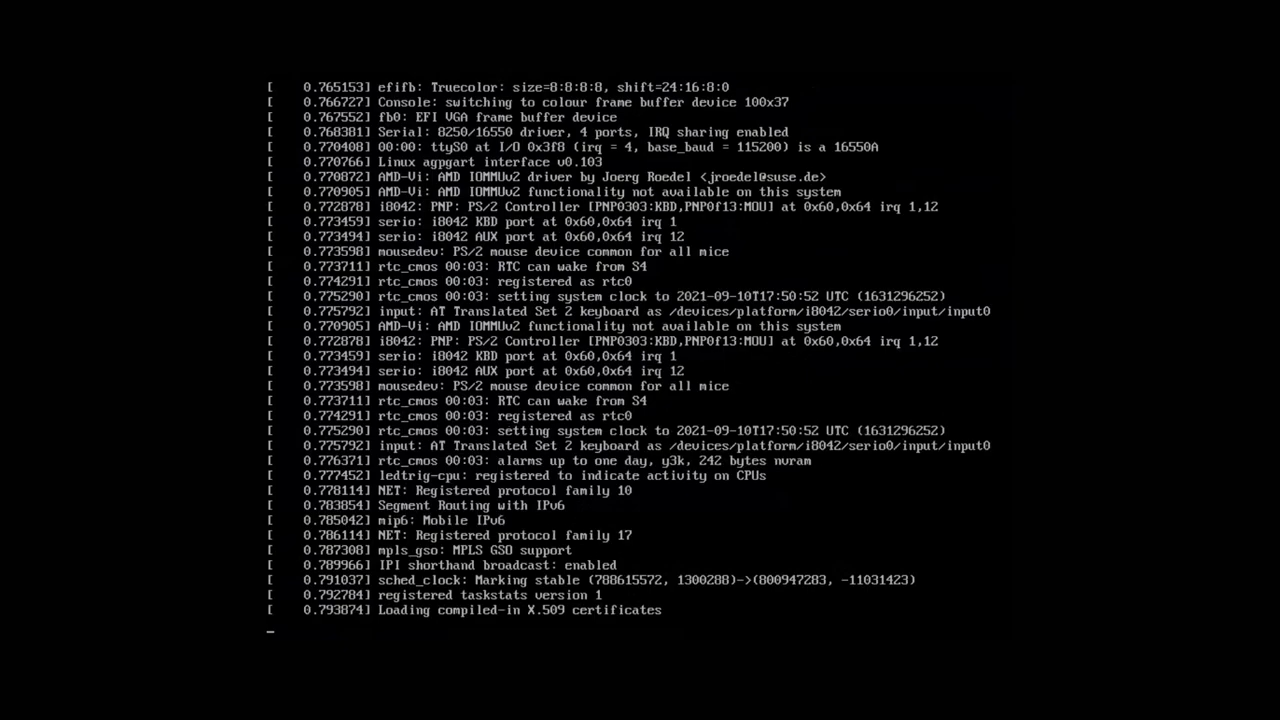 [    0.765153] efifb: Truecolor: size=8:8:8:8, shift=24:16:8:0
[    0.766727] Console: switching to colour frame buffer device 100x37
[    0.767552] fb0: EFI VGA frame buffer device
[    0.768381] Serial: 8250/16550 driver, 4 ports, IRQ sharing enabled
[    0.770408] 00:00: ttyS0 at I/O 0x3f8 (irq = 4, base_baud = 115200) is a 16550A
[    0.770766] Linux agpgart interface v0.103
[    0.770872] AMD-Vi: AMD IOMMUv2 driver by Joerg Roedel <jroedel@suse.de>
[    0.770905] AMD-Vi: AMD IOMMUv2 functionality not available on this system
[    0.772878] i8042: PNP: PS/2 Controller [PNP0303:KBD,PNP0f13:MOU] at 0x60,0x64 irq 1,12
[    0.773459] serio: i8042 KBD port at 0x60,0x64 irq 1
[    0.773494] serio: i8042 AUX port at 0x60,0x64 irq 12
[    0.773598] mousedev: PS/2 mouse device common for all mice
[    0.773711] rtc_cmos 00:03: RTC can wake from S4
[    0.774291] rtc_cmos 00:03: registered as rtc0
[    0.775290] rtc_cmos 00:03: setting system clock to 2021-09-10T17:50:52 UTC (1631296252)
[    0.775792] input: AT Translated Set 2 keyboard as /devices/platform/i8042/serio0/input/input0
[    0.770905] AMD-Vi: AMD IOMMUv2 functionality not available on this system
[    0.772878] i8042: PNP: PS/2 Controller [PNP0303:KBD,PNP0f13:MOU] at 0x60,0x64 irq 1,12
[    0.773459] serio: i8042 KBD port at 0x60,0x64 irq 1
[    0.773494] serio: i8042 AUX port at 0x60,0x64 irq 12
[    0.773598] mousedev: PS/2 mouse device common for all mice
[    0.773711] rtc_cmos 00:03: RTC can wake from S4
[    0.774291] rtc_cmos 00:03: registered as rtc0
[    0.775290] rtc_cmos 00:03: setting system clock to 2021-09-10T17:50:52 UTC (1631296252)
[    0.775792] input: AT Translated Set 2 keyboard as /devices/platform/i8042/serio0/input/input0
[    0.776371] rtc_cmos 00:03: alarms up to one day, y3k, 242 bytes nvram
[    0.777452] ledtrig-cpu: registered to indicate activity on CPUs
[    0.778114] NET: Registered protocol family 10
[    0.783854] Segment Routing with IPv6
[    0.785042] mip6: Mobile IPv6
[    0.786114] NET: Registered protocol family 17
[    0.787308] mpls_gso: MPLS GSO support
[    0.789966] IPI shorthand broadcast: enabled
[    0.791037] sched_clock: Marking stable (788615572, 1300288)->(800947283, -11031423)
[    0.792784] registered taskstats version 1
[    0.793874] Loading compiled-in X.509 certificates
_